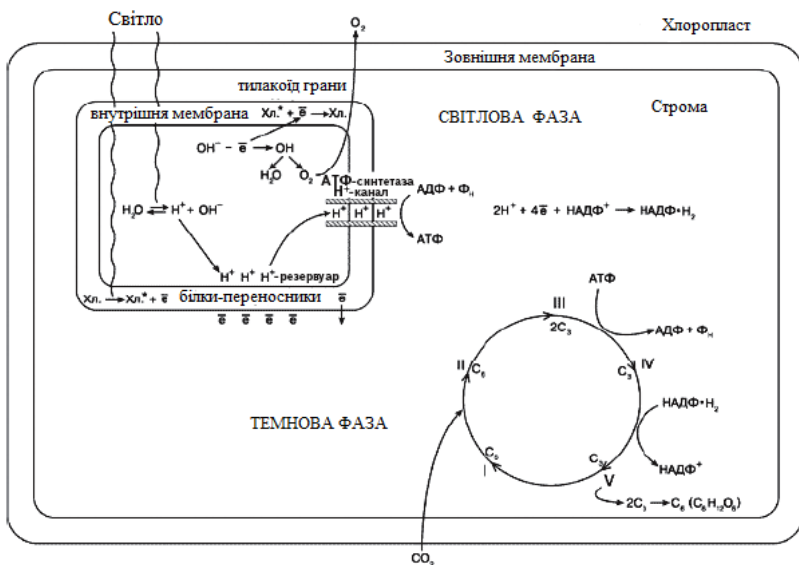 Світло
O₂
Хлоропласт
Зовнішня мембрана
тилакоїд грани
внутрішня мембрана
Хл.* + e̅ → Хл.
СВІТЛОВА ФАЗА
Строма
OH⁻ – e̅ → OH
H₂O
O₂
АТФ-синтетаза
H⁺-канал
АДФ + Фн
H₂O ⇌ H⁺ + OH⁻
H⁺ H⁺ H⁺
2H⁺ + 4e̅ + НАДФ⁺ → НАДФ•H₂
АТФ
H⁺ H⁺ H⁺-резервуар
Хл. → Хл.* + e̅
білки-переносники
e̅
e̅ e̅ e̅ e̅
АТФ
III
2C₃
АДФ + Фн
II
C₆
C₃
IV
НАДФ•H₂
ТЕМНОВА ФАЗА
C₅
I
C₅
V
НАДФ⁺
2C₃ → C₆ (C₆H₁₂O₆)
CO₂